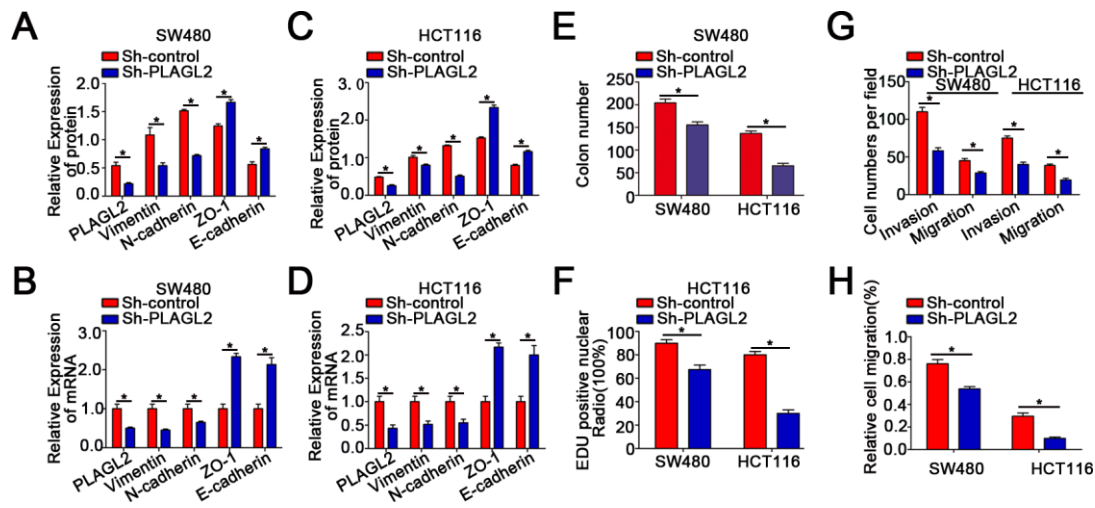 A
SW480
Sh-control
Sh-PLAGL2
Relative Expression
of protein
2.0
1.5
1.0
0.5
0.0
* * * * *
PLAGL2
Vimentin
N-cadherin
ZO-1
E-cadherin
C
HCT116
Sh-control
Sh-PLAGL2
Relative Expression
of protein
3.0
2.0
1.0
0.0
* * * * *
PLAGL2
Vimentin
N-cadherin
ZO-1
E-cadherin
E
SW480
Sh-control
Sh-PLAGL2
Colon number
250
200
150
100
50
0
* *
SW480 HCT116
G
Sh-control
Sh-PLAGL2
SW480 HCT116
Cell numbers per field
150
100
50
0
* * * *
Invasion
Migration
Invasion
Migration
B
SW480
Sh-control
Sh-PLAGL2
Relative Expression
of mRNA
3.0
2.0
1.0
0.0
* * * * *
PLAGL2
Vimentin
N-cadherin
ZO-1
E-cadherin
D
HCT116
Sh-control
Sh-PLAGL2
Relative Expression
of mRNA
2.5
2.0
1.5
1.0
0.5
0.0
* * * * *
PLAGL2
Vimentin
N-cadherin
ZO-1
E-cadherin
F
HCT116
Sh-control
Sh-PLAGL2
EDU positive nuclear
Radio(100%)
100
80
60
40
20
0
* *
SW480 HCT116
H
Sh-control
Sh-PLAGL2
Relative cell migration(%)
1.0
0.8
0.6
0.4
0.2
0.0
* *
SW480 HCT116